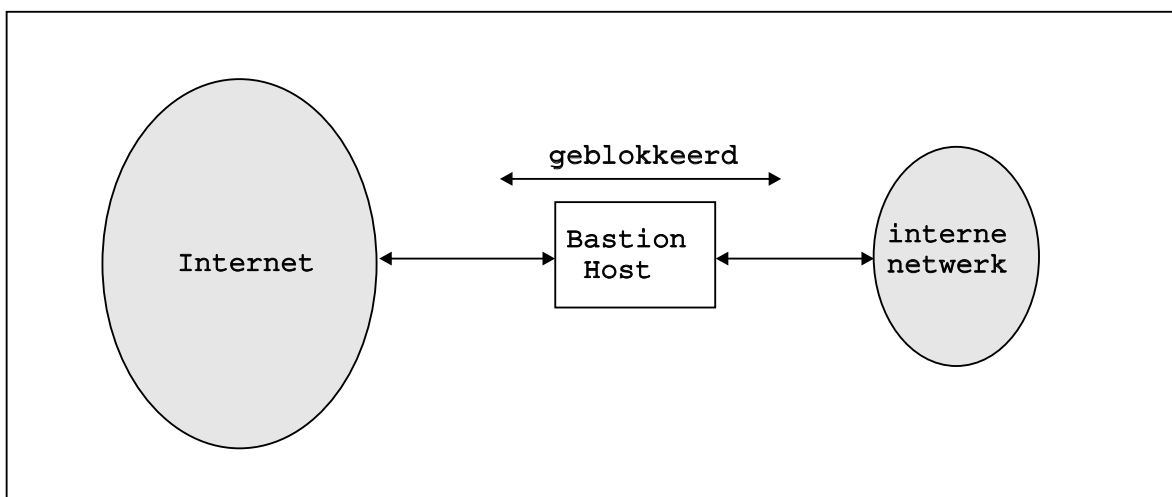 geblokkeerd
Internet
Bastion
Host
interne
netwerk